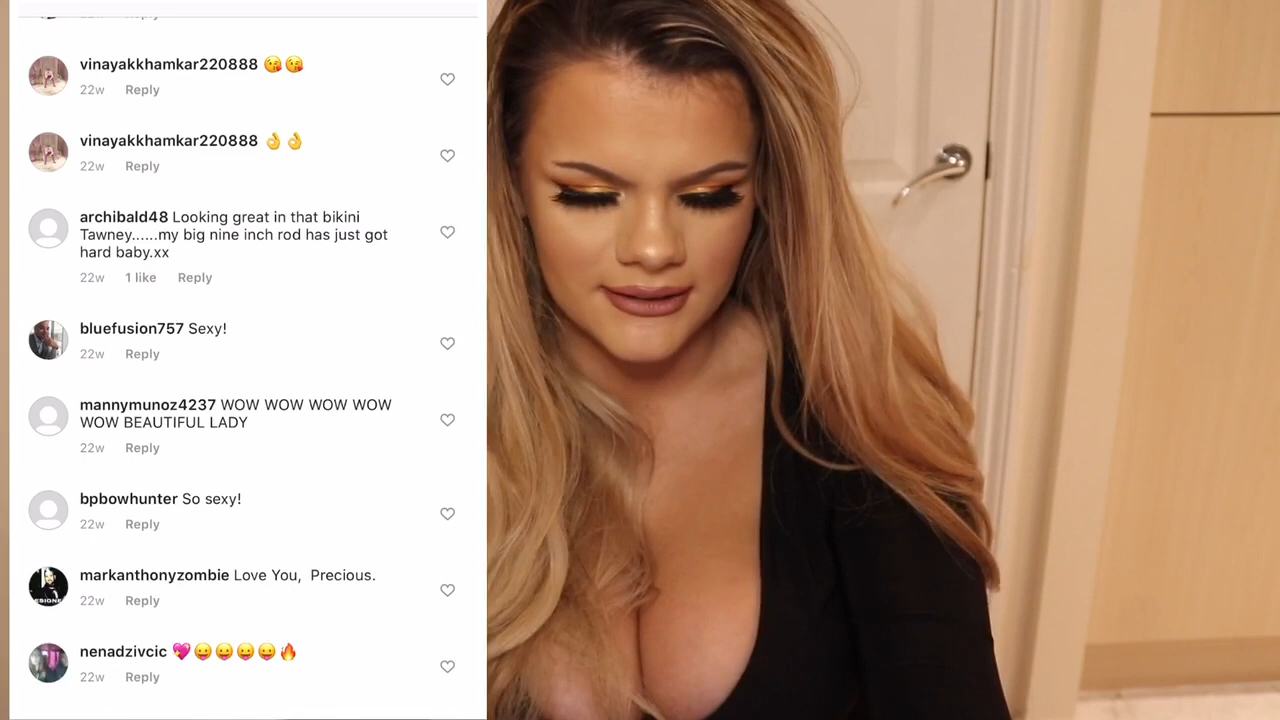 vinayakkhamkar220888 😘😘
22w Reply
vinayakkhamkar220888 👌👌
22w Reply
archibald48 Looking great in that bikini
Tawney......my big nine inch rod has just got
hard baby.xx
22w 1 like Reply
bluefusion757 Sexy!
22w Reply
mannymunoz4237 WOW WOW WOW WOW
WOW BEAUTIFUL LADY
22w Reply
bpbowhunter So sexy!
22w Reply
markanthonyzombie Love You, Precious.
22w Reply
nenadzivcic 💖😛😛😛😛🔥
22w Reply